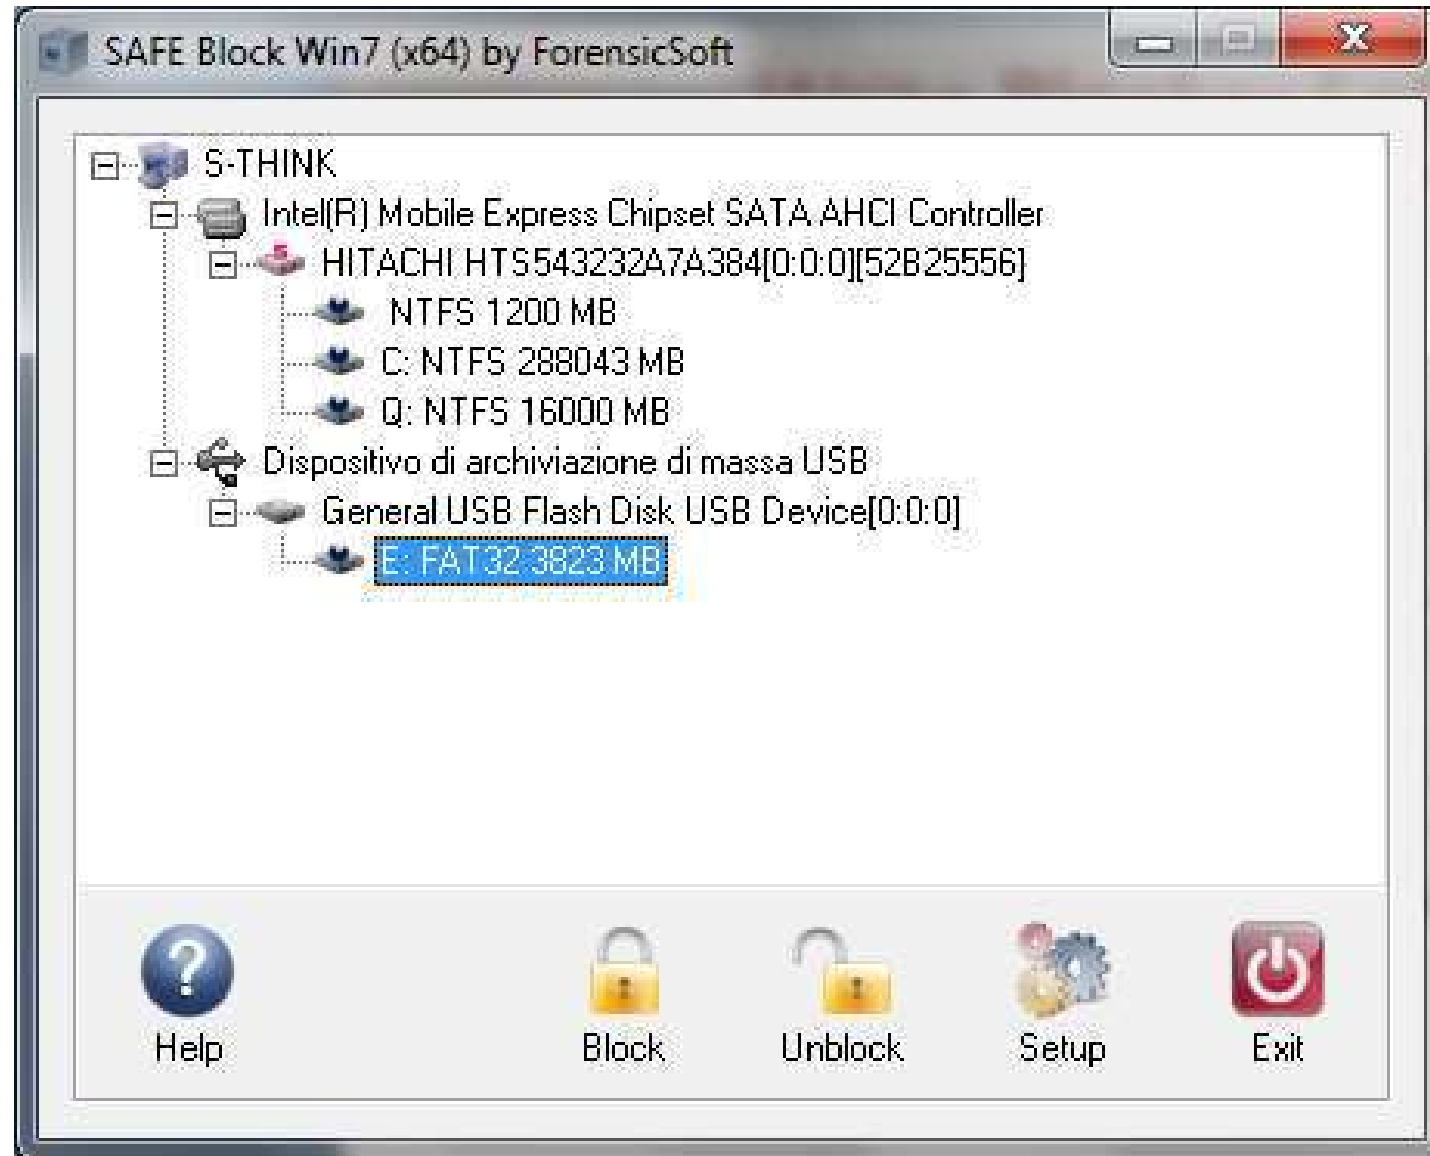 SAFE Block Win7 (x64) by ForensicSoft
S-THINK
Intel(R) Mobile Express Chipset SATA AHCI Controller
HITACHI HTS543232A7A384[0:0:0][52B25556]
NTFS 1200 MB
C: NTFS 288043 MB
Q: NTFS 16000 MB
Dispositivo di archiviazione di massa USB
General USB Flash Disk USB Device[0:0:0]
E: FAT32 3823 MB
Help Block Unblock Setup Exit